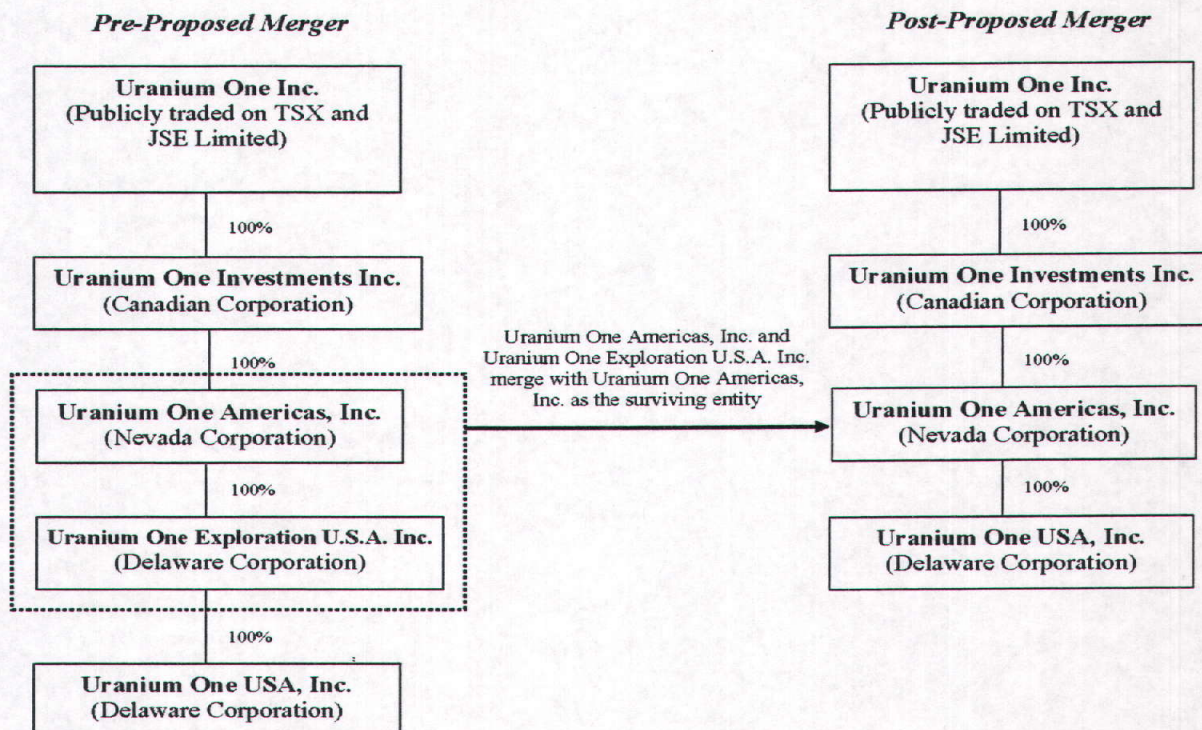 Pre-Proposed Merger
Uranium One Inc.
(Publicly traded on TSX and
JSE Limited)
100%
Uranium One Investments Inc.
(Canadian Corporation)
100%
Uranium One Americas, Inc.
(Nevada Corporation)
100%
Uranium One Exploration U.S.A. Inc.
(Delaware Corporation)
100%
Uranium One USA, Inc.
(Delaware Corporation)
Uranium One Americas, Inc. and
Uranium One Exploration U.S.A. Inc.
merge with Uranium One Americas,
Inc. as the surviving entity
Post-Proposed Merger
Uranium One Inc.
(Publicly traded on TSX and
JSE Limited)
100%
Uranium One Investments Inc.
(Canadian Corporation)
100%
Uranium One Americas, Inc.
(Nevada Corporation)
100%
Uranium One USA, Inc.
(Delaware Corporation)